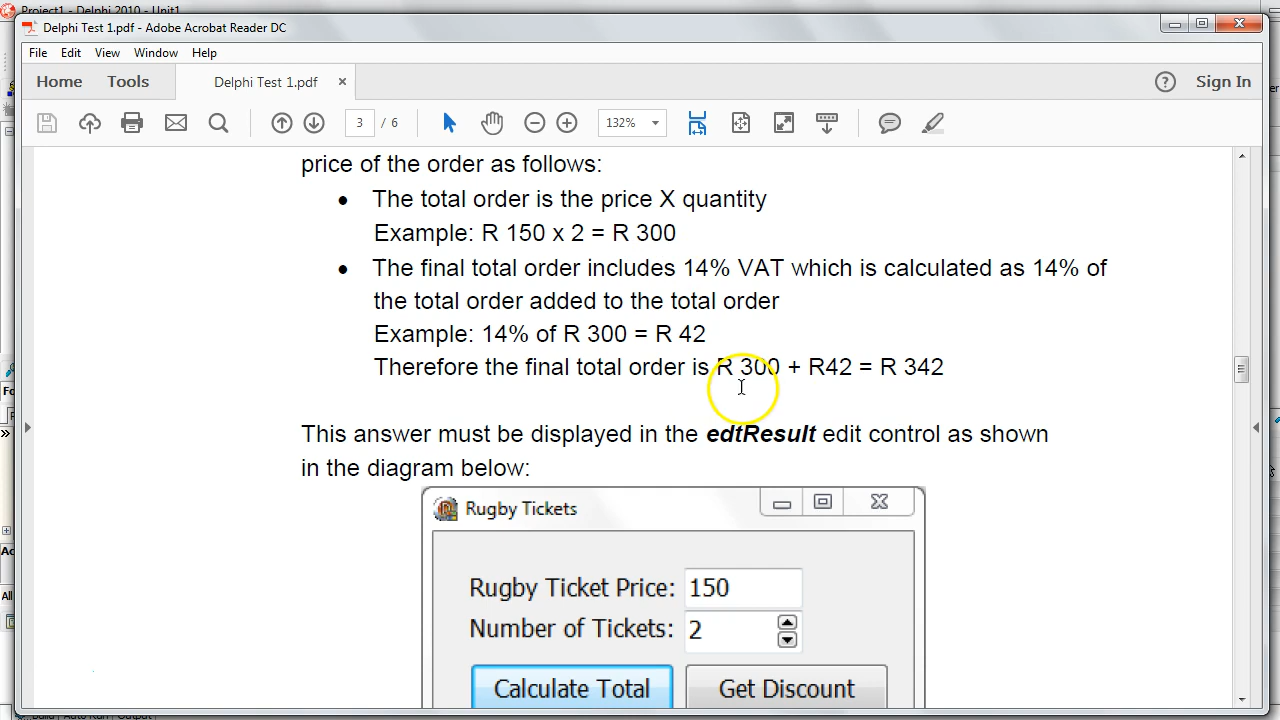 Project1 - Delphi 2010 - Unit1
Delphi Test 1.pdf - Adobe Acrobat Reader DC
File Edit View Window Help
Home Tools Delphi Test 1.pdf × Sign In
3 / 6 132%
price of the order as follows:
• The total order is the price X quantity
Example: R 150 x 2 = R 300
• The final total order includes 14% VAT which is calculated as 14% of
the total order added to the total order
Example: 14% of R 300 = R 42
Therefore the final total order is R 300 + R42 = R 342
This answer must be displayed in the edtResult edit control as shown
in the diagram below:
Rugby Tickets
Rugby Ticket Price: 150
Number of Tickets: 2
Calculate Total Get Discount